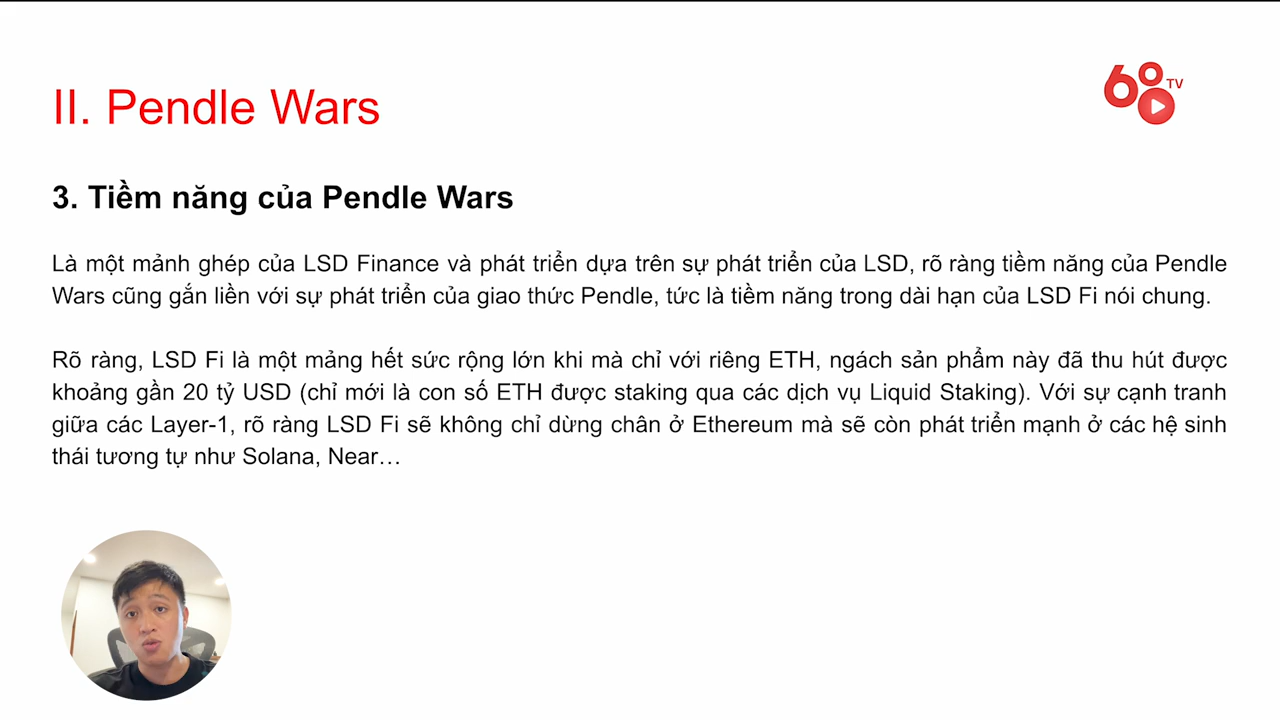 II. Pendle Wars
68 TV
3. Tiềm năng của Pendle Wars
Là một mảnh ghép của LSD Finance và phát triển dựa trên sự phát triển của LSD, rõ ràng tiềm năng của Pendle
Wars cũng gắn liền với sự phát triển của giao thức Pendle, tức là tiềm năng trong dài hạn của LSD Fi nói chung.
Rõ ràng, LSD Fi là một mảng hết sức rộng lớn khi mà chỉ với riêng ETH, ngách sản phẩm này đã thu hút được
khoảng gần 20 tỷ USD (chỉ mới là con số ETH được staking qua các dịch vụ Liquid Staking). Với sự cạnh tranh
giữa các Layer-1, rõ ràng LSD Fi sẽ không chỉ dừng chân ở Ethereum mà sẽ còn phát triển mạnh ở các hệ sinh
thái tương tự như Solana, Near…